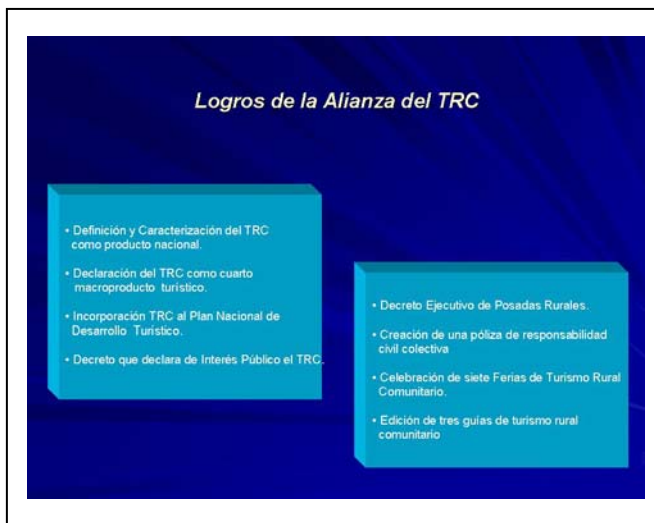 Logros de la Alianza del TRC
• Definición y Caracterización del TRC
como producto nacional.
• Declaración del TRC como cuarto
macroproducto turístico.
• Incorporación TRC al Plan Nacional de
Desarrollo Turístico.
• Decreto que declara de Interés Público el TRC.
• Decreto Ejecutivo de Posadas Rurales.
• Creación de una póliza de responsabilidad
civil colectiva
• Celebración de siete Ferias de Turismo Rural
Comunitario.
• Edición de tres guías de turismo rural
comunitario